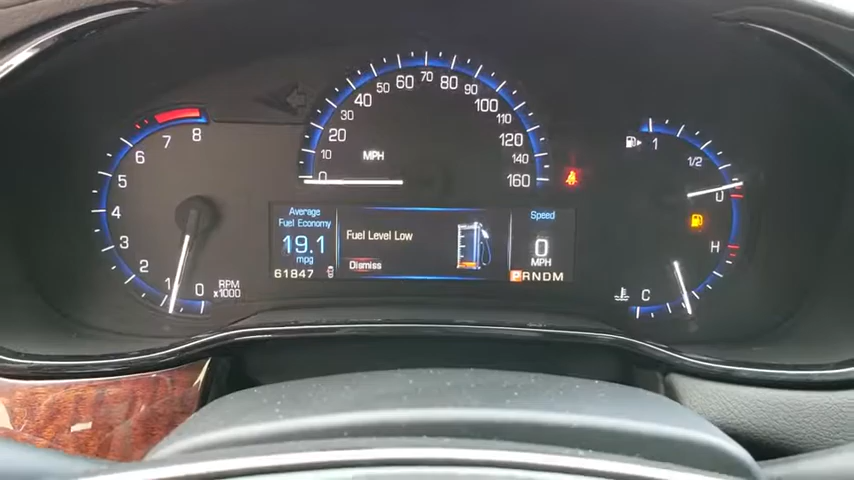 0 1 2 3 4 5 6 7 8
RPM
x1000
0 10 20 30 40 50 60 70 80 90 100 110 120 140 160
MPH
1 1/2 0
C H
Average
Fuel Economy
19.1
mpg
61847
Fuel Level Low
Dismiss
Speed
0
MPH
PRNDM